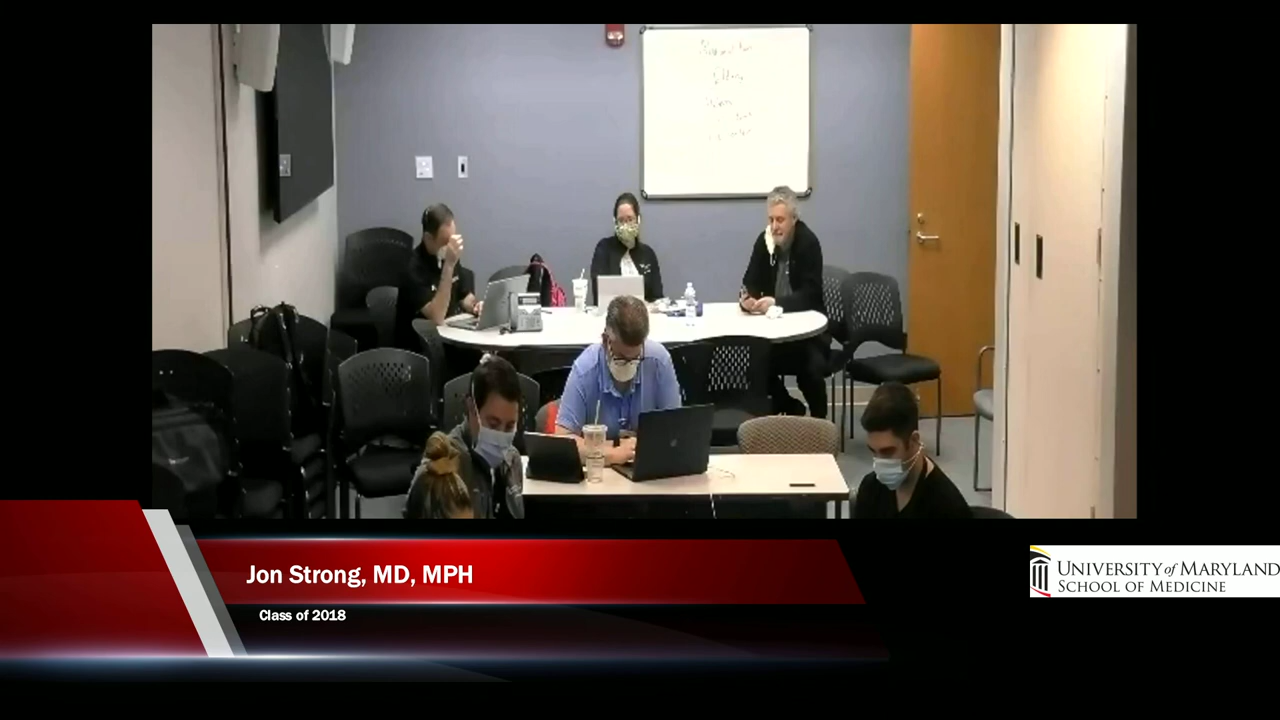 Jon Strong, MD, MPH
Class of 2018
UNIVERSITY of MARYLAND
SCHOOL OF MEDICINE